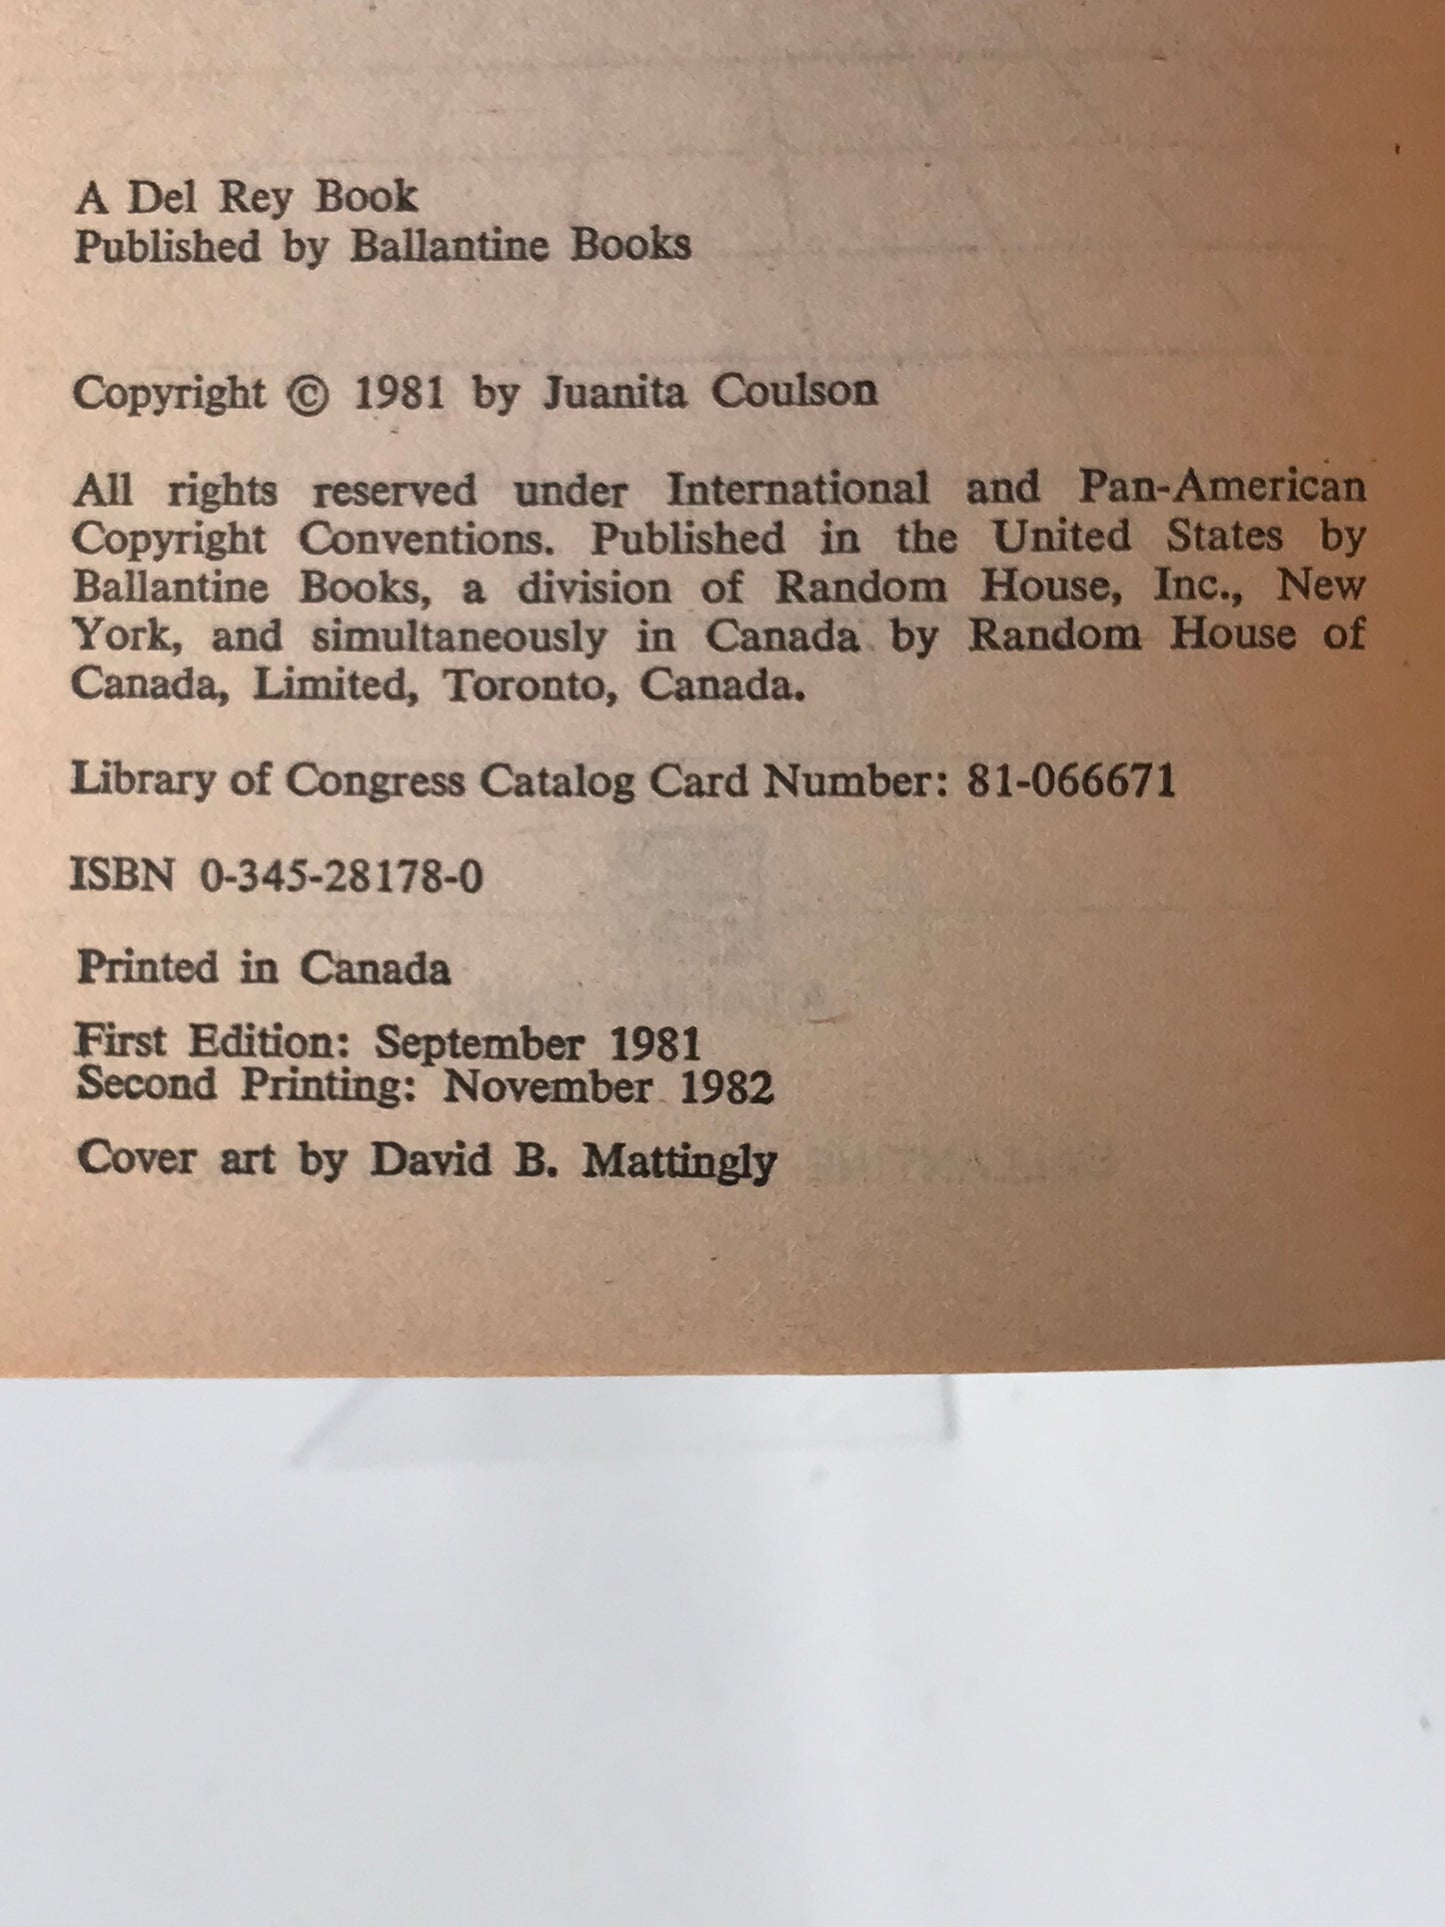 A Del Rey Book
Published by Ballantine Books
Copyright © 1981 by Juanita Coulson
All rights reserved under International and Pan-American
Copyright Conventions. Published in the United States by
Ballantine Books, a division of Random House, Inc., New
York, and simultaneously in Canada by Random House of
Canada, Limited, Toronto, Canada.
Library of Congress Catalog Card Number: 81-066671
ISBN 0-345-28178-0
Printed in Canada
First Edition: September 1981
Second Printing: November 1982
Cover art by David B. Mattingly